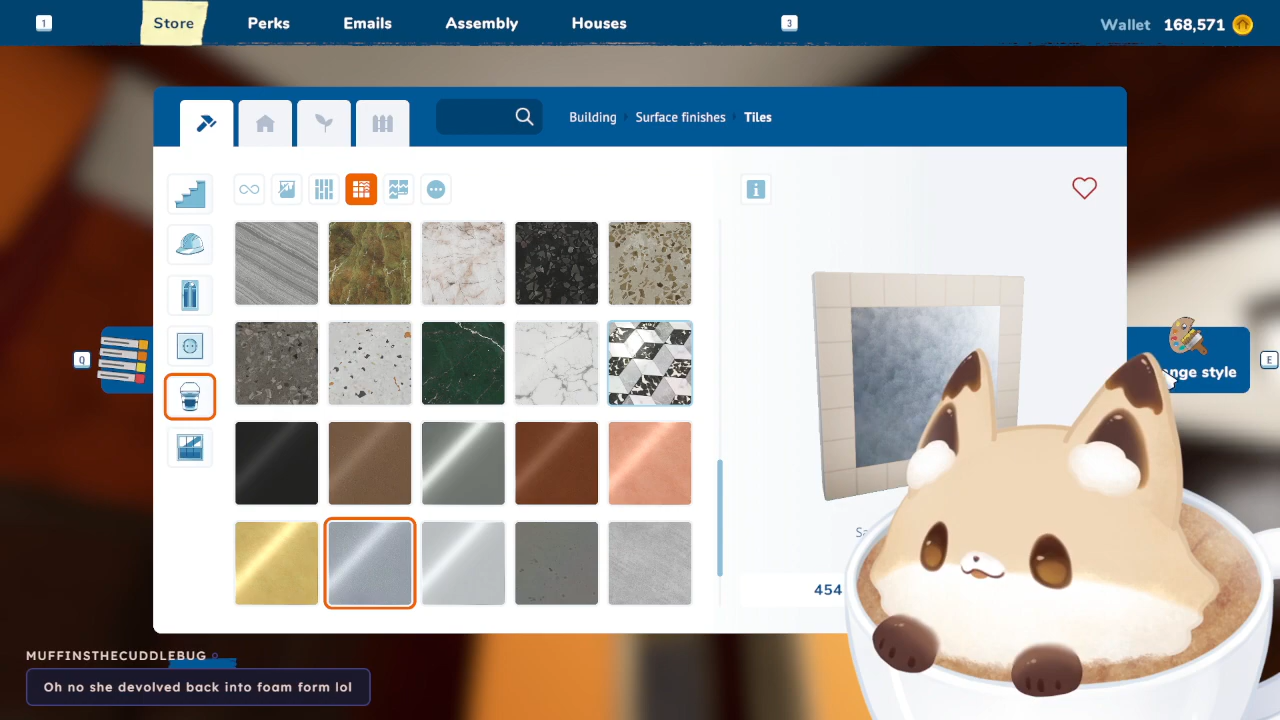 1
Store
Perks
Emails
Assembly
Houses
3
Wallet 168,571
Building
Surface finishes
Tiles
i
Q
nge style
E
Sa
454
MUFFINSTHECUDDLEBUG
Oh no she devolved back into foam form lol